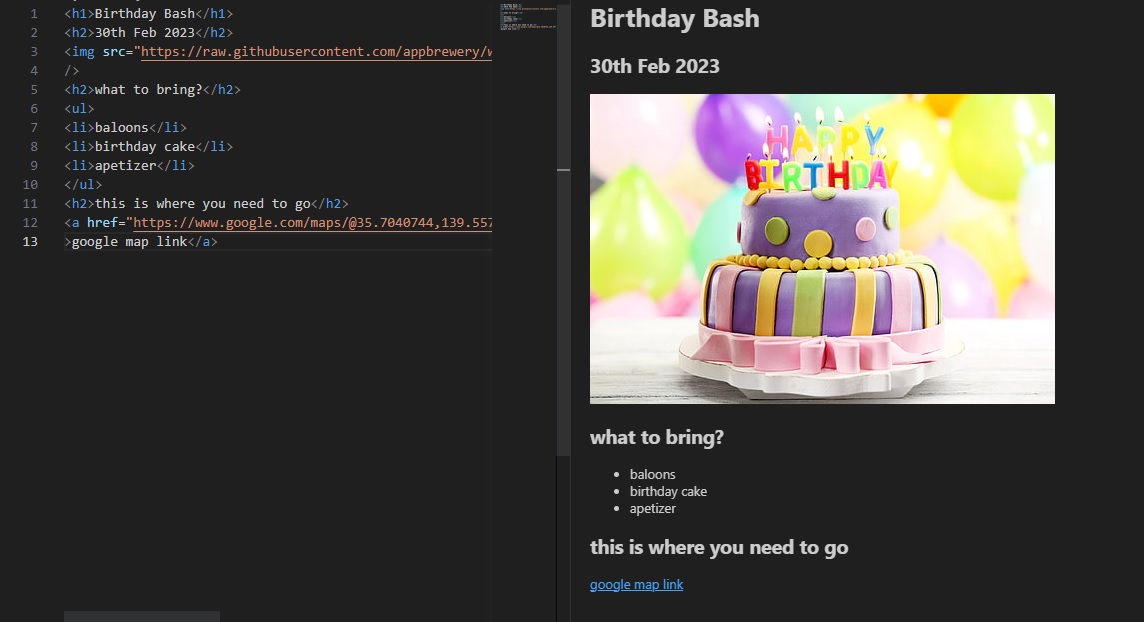 1 <h1>Birthday Bash</h1>
2 <h2>30th Feb 2023</h2>
3 <img src="https://raw.githubusercontent.com/appbrewery/w
4 />
5 <h2>what to bring?</h2>
6 <ul>
7 <li>baloons</li>
8 <li>birthday cake</li>
9 <li>apetizer</li>
10 </ul>
11 <h2>this is where you need to go</h2>
12 <a href="https://www.google.com/maps/@35.7040744,139.557
13 >google map link</a>
Birthday Bash
30th Feb 2023
HAPPY
BIRTHDAY
what to bring?
• baloons
• birthday cake
• apetizer
this is where you need to go
google map link